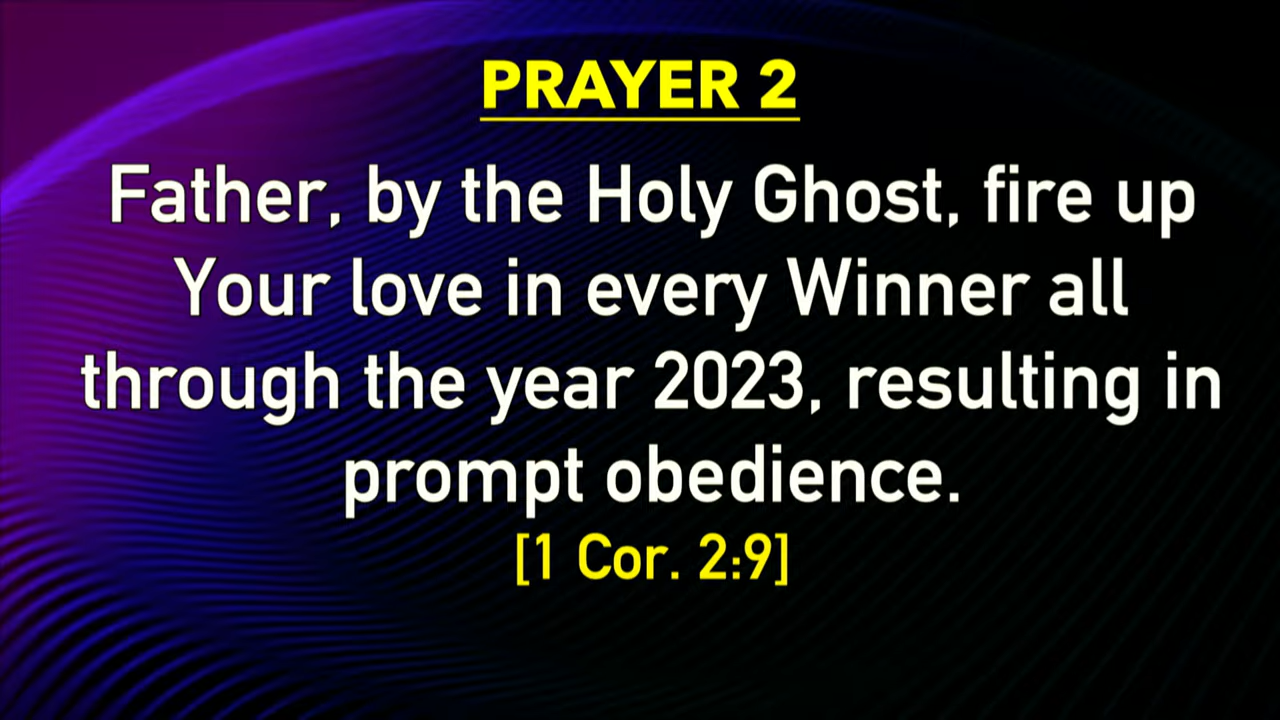 PRAYER 2
Father, by the Holy Ghost, fire up
Your love in every Winner all
through the year 2023, resulting in
prompt obedience.
[1 Cor. 2:9]